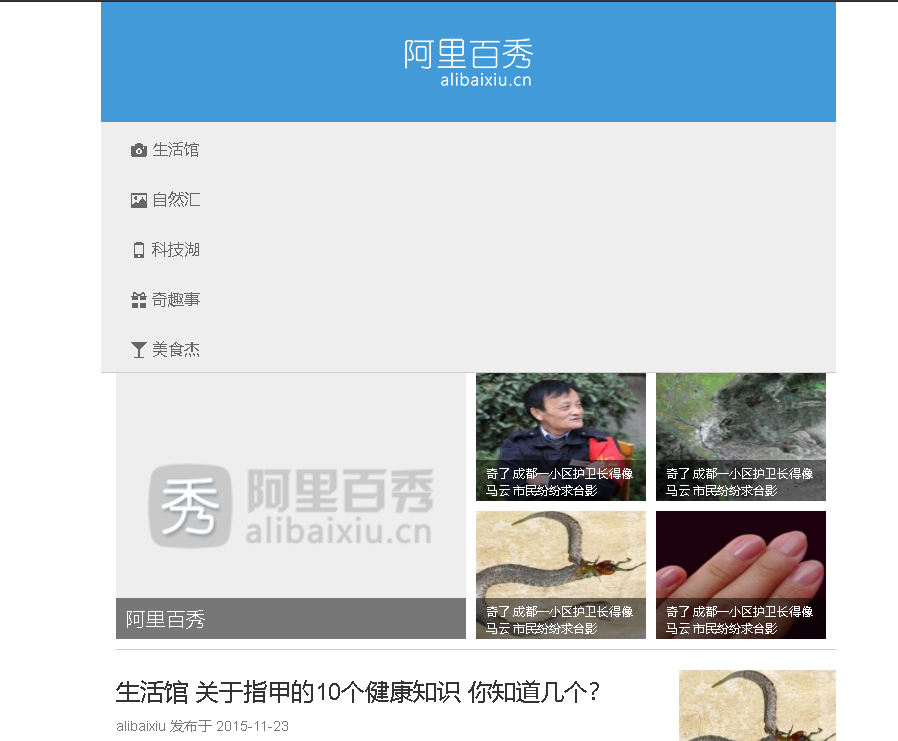 阿里百秀
alibaixiu.cn
生活馆
自然汇
科技湖
奇趣事
美食杰
秀 阿里百秀
alibaixiu.cn
阿里百秀
奇了 成都一小区护卫长得像
马云 市民纷纷求合影
奇了 成都一小区护卫长得像
马云 市民纷纷求合影
奇了 成都一小区护卫长得像
马云 市民纷纷求合影
奇了 成都一小区护卫长得像
马云 市民纷纷求合影
生活馆 关于指甲的10个健康知识 你知道几个?
alibaixiu 发布于 2015-11-23